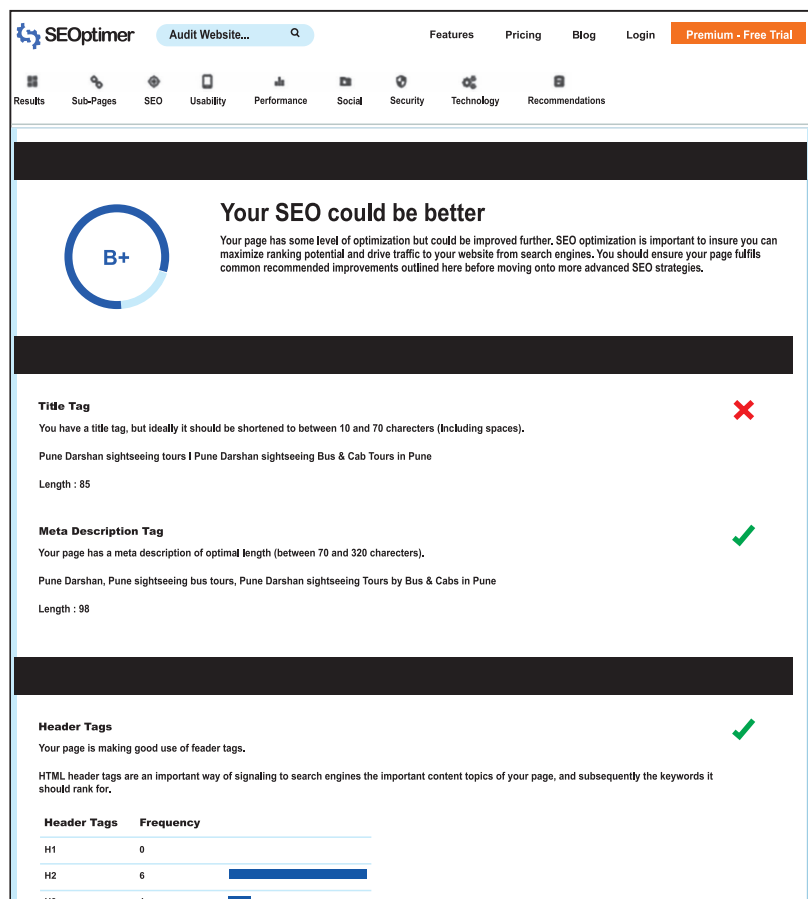 SEOptimer
Audit Website...
Features
Pricing
Blog
Login
Premium - Free Trial
Results
Sub-Pages
SEO
Usability
Performance
Social
Security
Technology
Recommendations
B+
Your SEO could be better
Your page has some level of optimization but could be improved further. SEO optimization is important to insure you can
maximize ranking potential and drive traffic to your website from search engines. You should ensure your page fulfils
common recommended improvements outlined here before moving onto more advanced SEO strategies.
Title Tag
You have a title tag, but ideally it should be shortened to between 10 and 70 charecters (Including spaces).
Pune Darshan sightseeing tours I Pune Darshan sightseeing Bus & Cab Tours in Pune
Length : 85
Meta Description Tag
Your page has a meta description of optimal length (between 70 and 320 charecters).
Pune Darshan, Pune sightseeing bus tours, Pune Darshan sightseeing Tours by Bus & Cabs in Pune
Length : 98
Header Tags
Your page is making good use of feader tags.
HTML header tags are an important way of signaling to search engines the important content topics of your page, and subsequently the keywords it
should rank for.
Header Tags Frequency
H1 0
H2 6